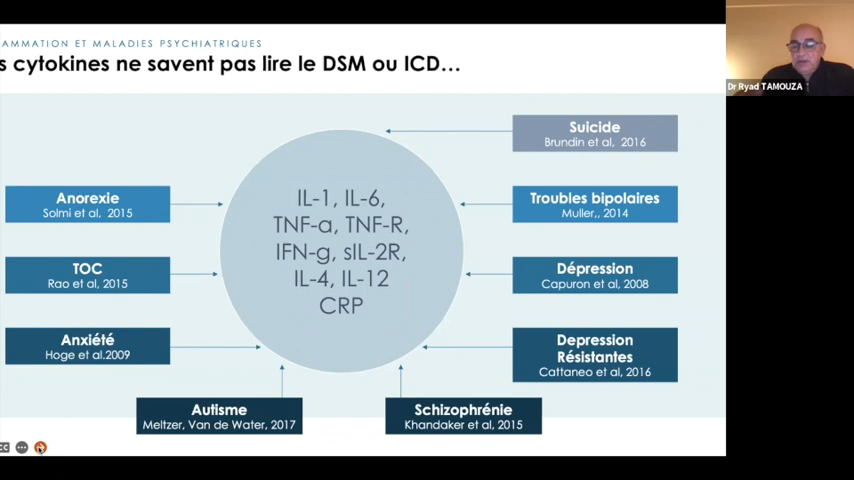 AMMATION ET MALADIES PSYCHIATRIQUES
s cytokines ne savent pas lire le DSM ou ICD...
Dr Ryad TAMOUZA
Suicide
Brundin et al, 2016
Anorexie
Solmi et al, 2015
IL-1, IL-6,
TNF-a, TNF-R,
IFN-g, sIL-2R,
IL-4, IL-12
CRP
Troubles bipolaires
Muller,, 2014
TOC
Rao et al, 2015
Dépression
Capuron et al, 2008
Anxiété
Hoge et al.2009
Depression
Résistantes
Cattaneo et al, 2016
Autisme
Meltzer, Van de Water, 2017
Schizophrénie
Khandaker et al, 2015
CC